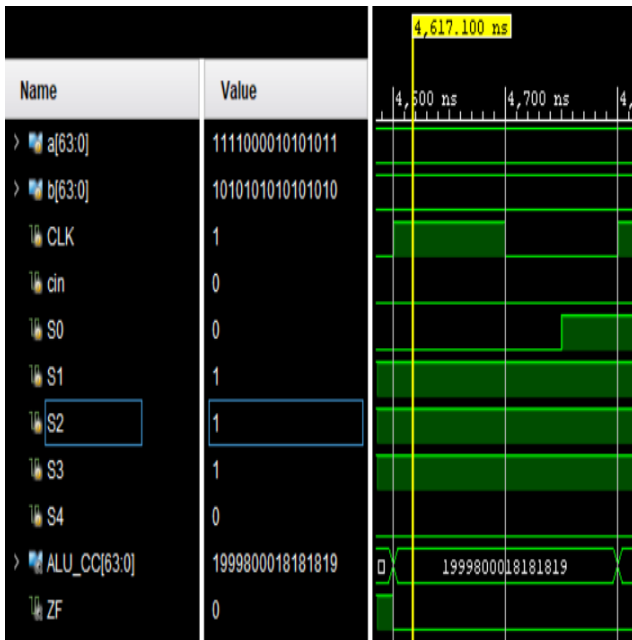 4,617.100 ns
Name Value
4,600 ns 4,700 ns 4,
a[63:0] 1111000010101011
b[63:0] 1010101010101010
CLK 1
cin 0
S0 0
S1 1
S2 1
S3 1
S4 0
ALU_CC[63:0] 1999800018181819 1999800018181819
ZF 0